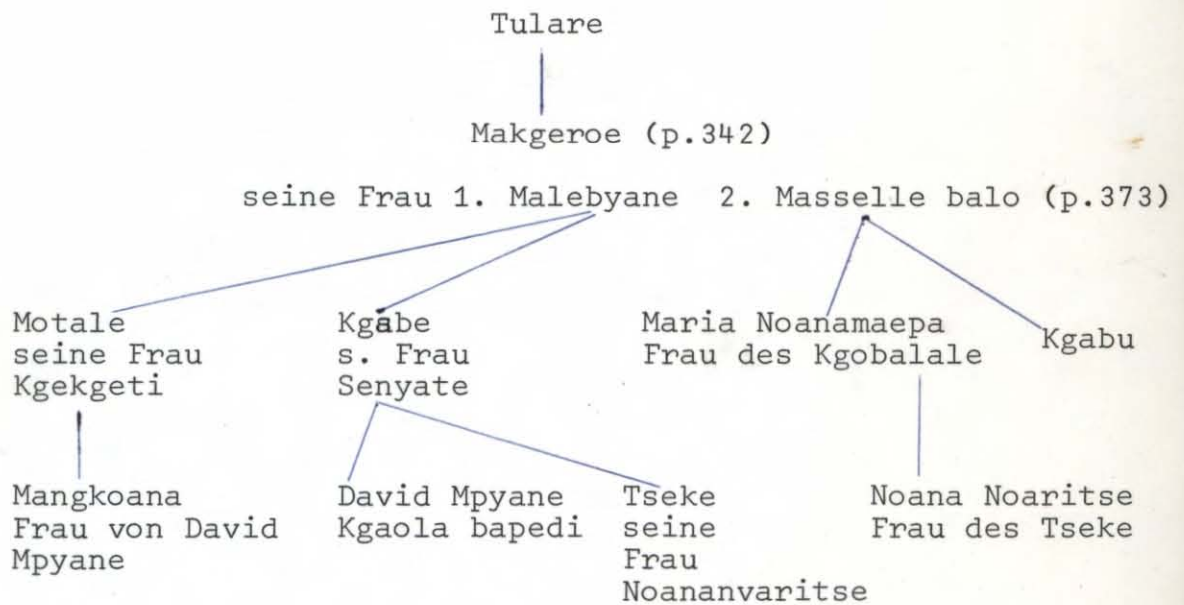 Tulare
Makgeroe (p.342)
seine Frau 1. Malebyane 2. Masselle balo (p.373)
Motale
seine Frau
Kgekgeti
Kgabe
s. Frau
Senyate
Maria Noanamaepa
Frau des Kgobalale
Kgabu
Mangkoana
Frau von David
Mpyane
David Mpyane
Kgaola bapedi
Tseke
seine
Frau
Noananvaritse
Noana Noaritse
Frau des Tseke